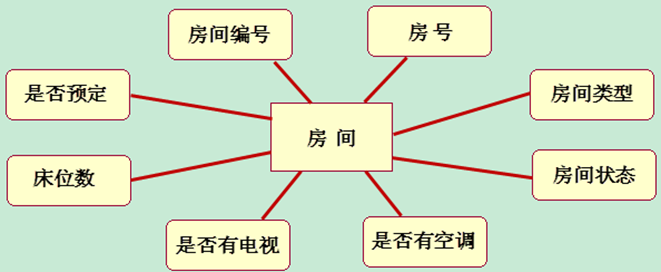 房间编号
房 号
是否预定
房间类型
房 间
床位数
房间状态
是否有电视
是否有空调